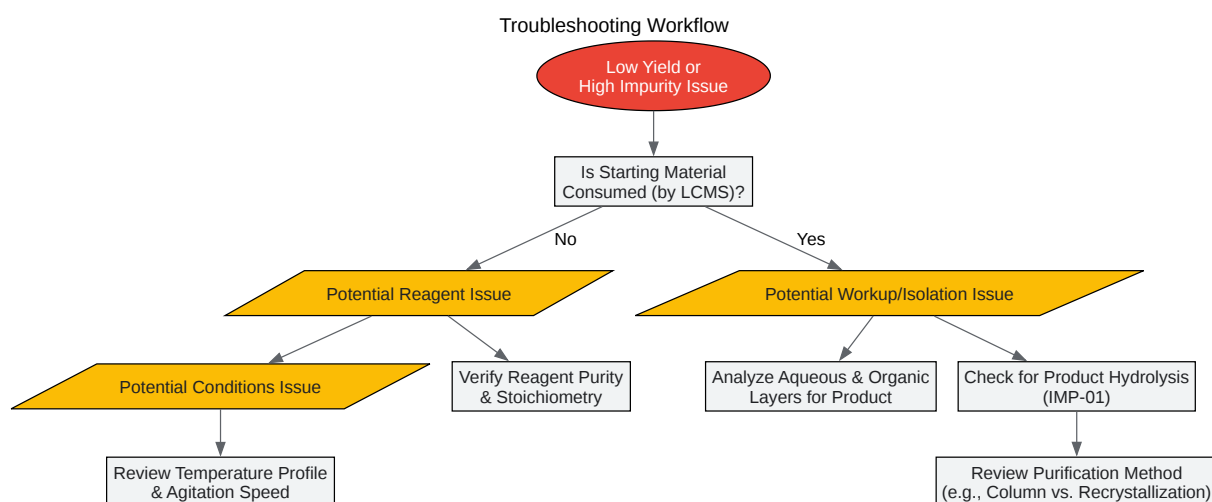 Troubleshooting Workflow
Low Yield or
High Impurity Issue
Is Starting Material
Consumed (by LCMS)?
No
Yes
Potential Reagent Issue
Potential Workup/Isolation Issue
Potential Conditions Issue
Verify Reagent Purity
& Stoichiometry
Analyze Aqueous & Organic
Layers for Product
Check for Product Hydrolysis
(IMP-01)
Review Temperature Profile
& Agitation Speed
Review Purification Method
(e.g., Column vs. Recrystallization)